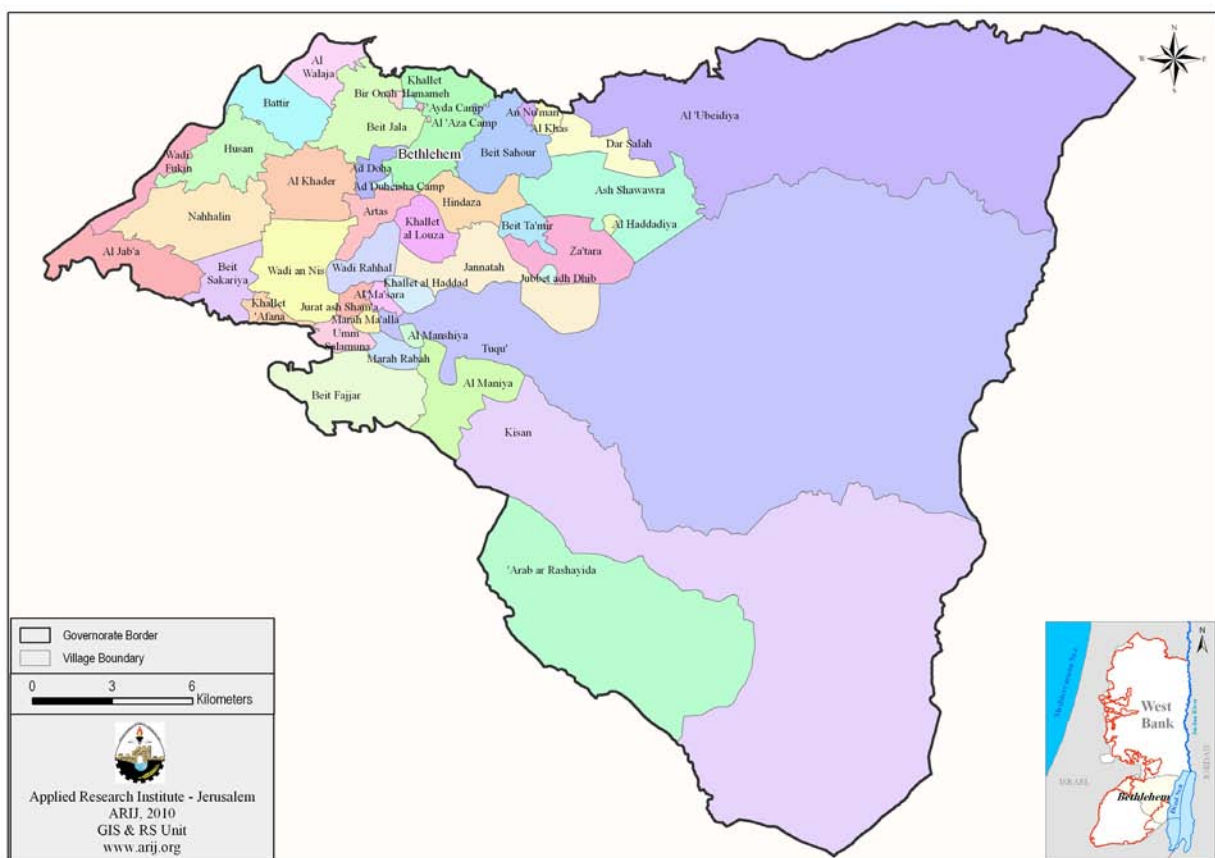 N
W
E
S
Al
Walaja
Khallet
Hamameh
Bir Onah
'Ayda Camp
Al 'Aza Camp
Battir
Beit Jala
An Nu'man
Al Khas
Al 'Ubeidiya
Husan
Wadi
Fukin
Bethlehem
Beit Sahour
Dar Salah
Al Khader
Ad Doha
Ad Duheisha Camp
Ash Shawawra
Nahhalin
Artas
Hindaza
Khallet
al Louza
Beit Ta'mir
Al Haddadiya
Za'tara
Al Jab'a
Beit
Sakariya
Wadi an Nis
Wadi Rahhal
Jannatah
Jubbet adh Dhib
Khallet al Haddad
Al Ma'sara
Khallet
'Afana
Jurat ash Sham'a
Marah Ma'alla
Umm
Salamuna
Al Manshiya
Marah Rabah
Tuqu'
Beit Fajjar
Al Maniya
Kisan
'Arab ar Rashayida
Governorate Border
Village Boundary
0 3 6
Kilometers
Applied Research Institute - Jerusalem
ARIJ, 2010
GIS & RS Unit
www.arij.org
N
Mediterranean Sea
West
Bank
Jordan River
JORDAN
ISRAEL
Bethlehem
Dead Sea